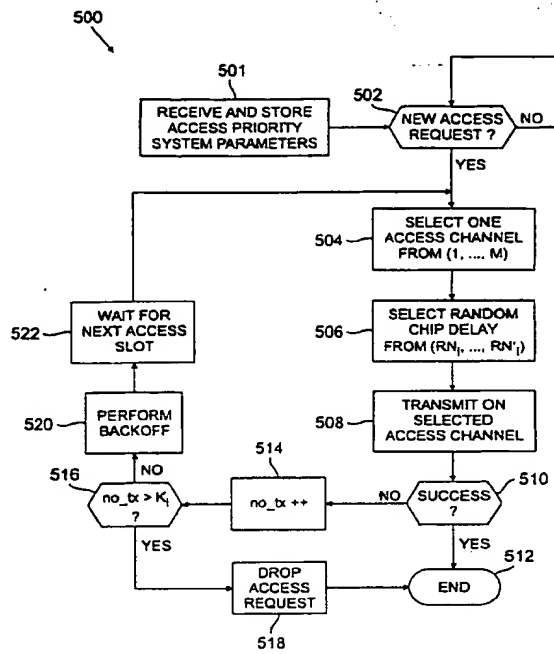 500
501
RECEIVE AND STORE
ACCESS PRIORITY
SYSTEM PARAMETERS
502
NEW ACCESS
REQUEST ?
NO
YES
504
SELECT ONE
ACCESS CHANNEL
FROM (1, ..., M)
506
SELECT RANDOM
CHIP DELAY
FROM (RNi, ..., RN'i)
508
TRANSMIT ON
SELECTED
ACCESS CHANNEL
510
SUCCESS
?
NO
YES
512
END
514
no_tx ++
516
no_tx > Ki
?
NO
YES
518
DROP
ACCESS
REQUEST
520
PERFORM
BACKOFF
522
WAIT FOR
NEXT ACCESS
SLOT